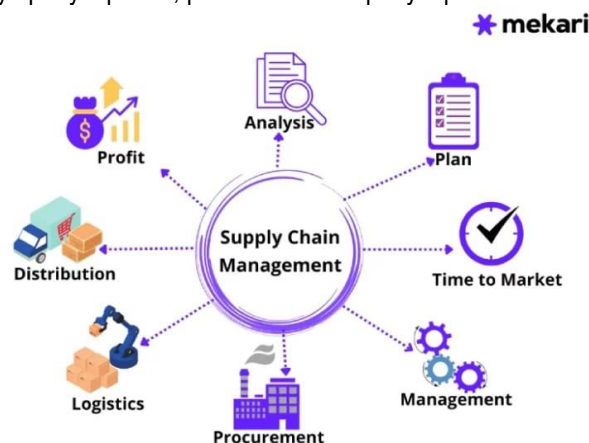 mekari
Analysis
Plan
Profit
Supply Chain
Management
Distribution
Time to Market
Logistics
Management
Procurement